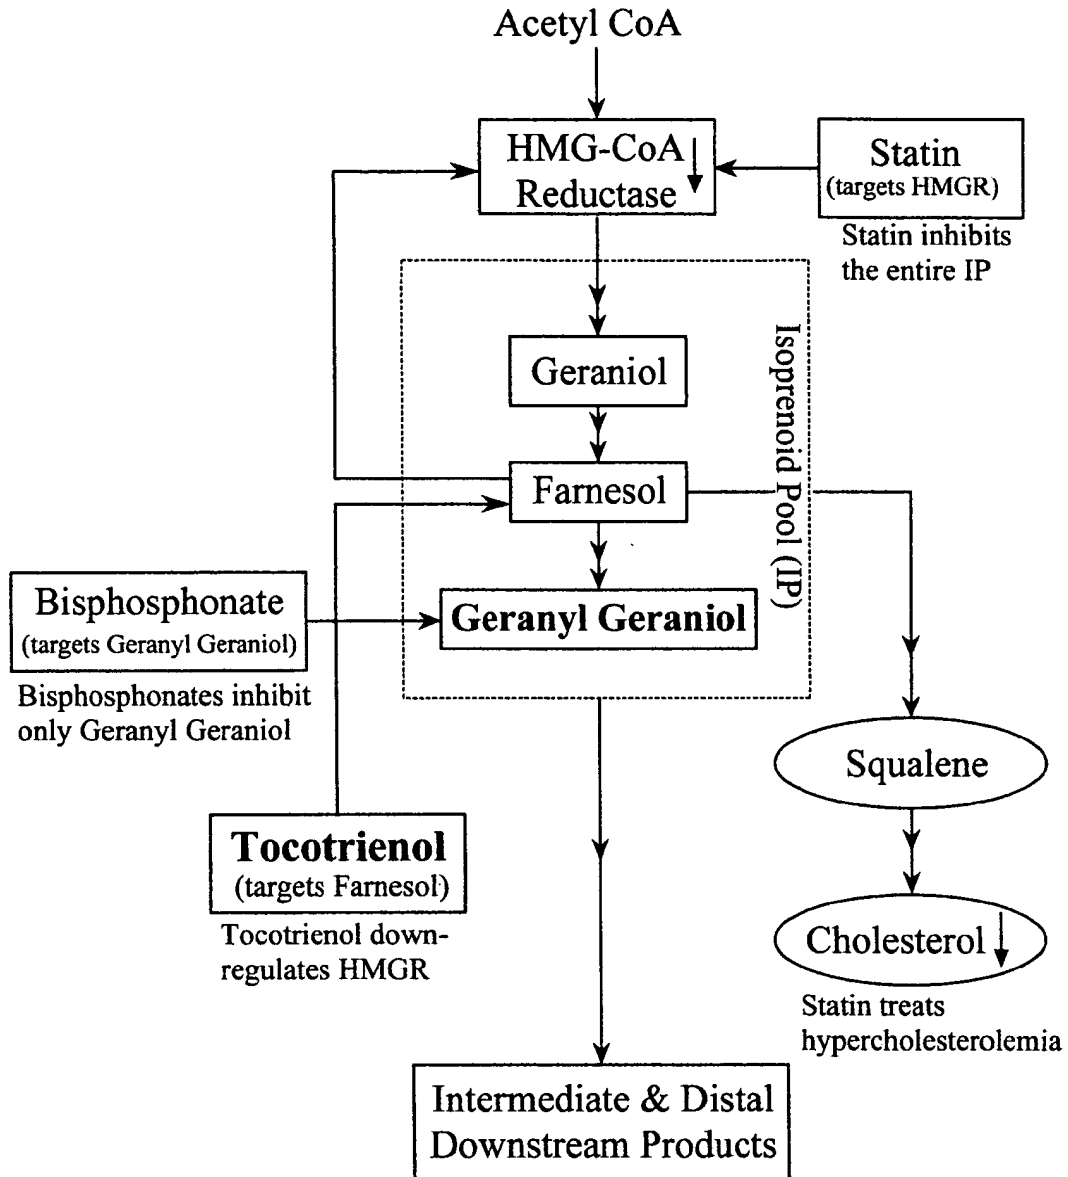 Acetyl CoA
HMG-CoA
Reductase
Statin
(targets HMGR)
Statin inhibits
the entire IP
Isoprenoid Pool (IP)
Geraniol
Farnesol
Geranyl Geraniol
Bisphosphonate
(targets Geranyl Geraniol)
Bisphosphonates inhibit
only Geranyl Geraniol
Squalene
Tocotrienol
(targets Farnesol)
Tocotrienol down-
regulates HMGR
Cholesterol
Statin treats
hypercholesterolemia
Intermediate & Distal
Downstream Products